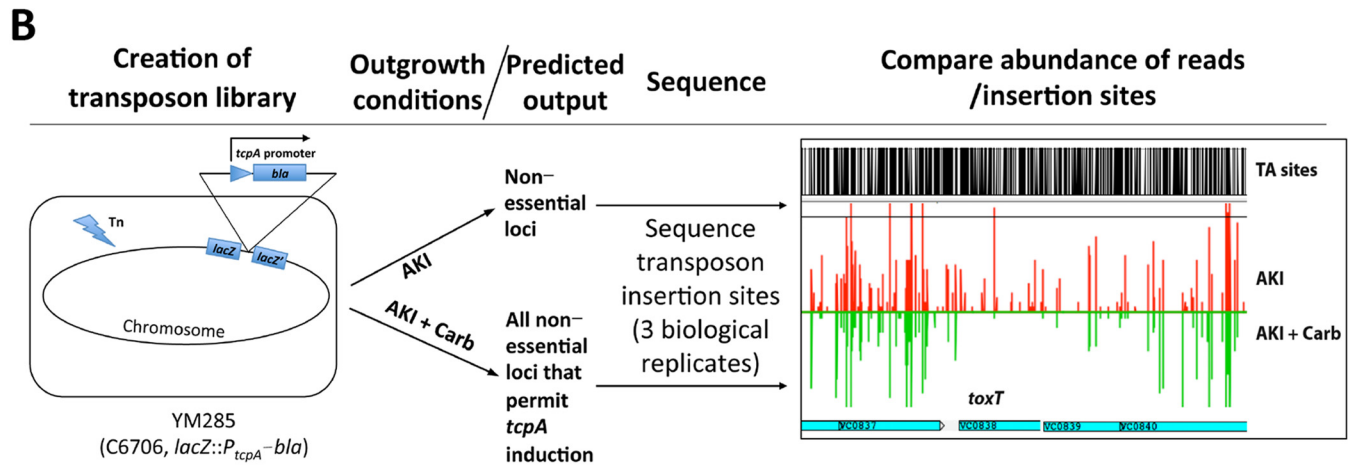 B
Creation of
transposon library
Outgrowth
conditions
/
Predicted
output
Sequence
Compare abundance of reads
/insertion sites
tcpA promoter
bla
Tn
lacZ
lacZ'
Chromosome
YM285
(C6706, lacZ::PtcpA−bla)
AKI
AKI + Carb
Non−
essential
loci
All non−
essential
loci that
permit
tcpA
induction
Sequence
transposon
insertion sites
(3 biological
replicates)
TA sites
AKI
AKI + Carb
toxT
VC0837
VC0838
VC0839
VC0840